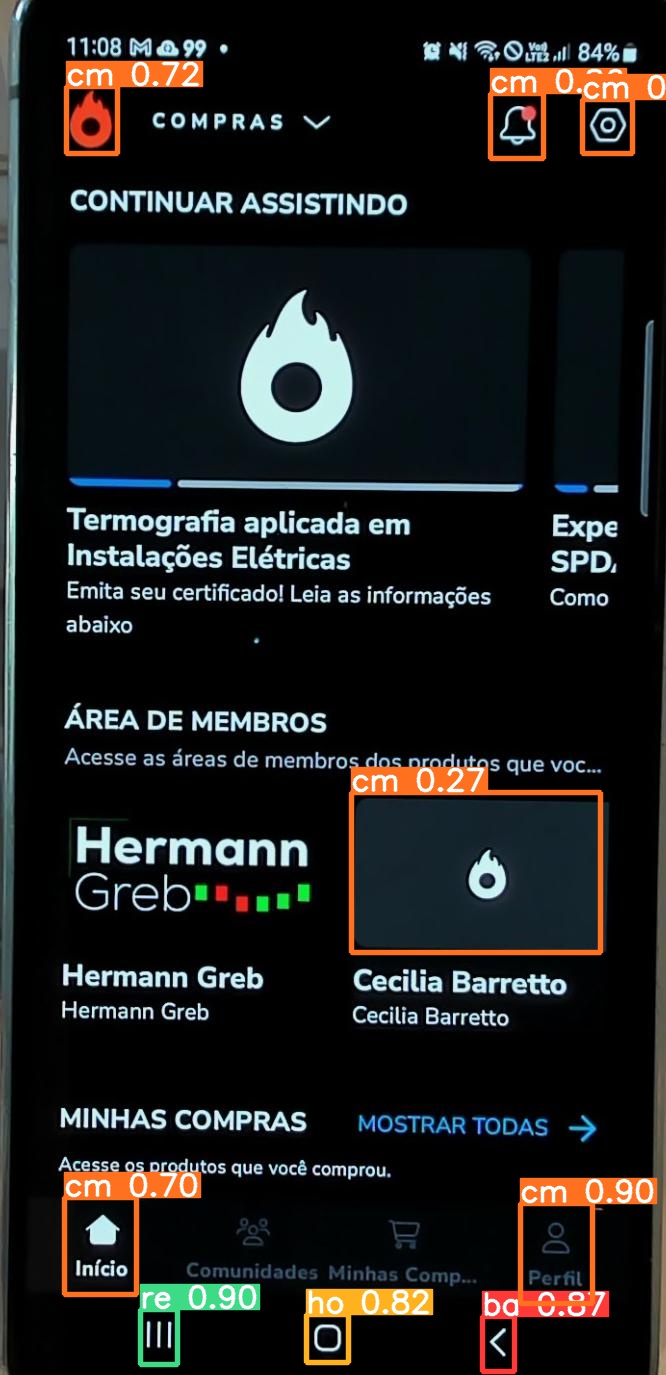 11:08 99 84%
cm 0.72
cm 0.
cm 0
COMPRAS
CONTINUAR ASSISTINDO
Termografia aplicada em
Instalações Elétricas
Emita seu certificado! Leia as informações
abaixo
Expe
SPDA
Como
ÁREA DE MEMBROS
Acesse as áreas de membros dos produtos que voc...
cm 0.27
Hermann
Greb
Hermann Greb
Hermann Greb
Cecilia Barretto
Cecilia Barretto
MINHAS COMPRAS
MOSTRAR TODAS
Acesse os produtos que você comprou.
cm 0.70
cm 0.90
Início
Comunidades
Minhas Comp...
Perfil
re 0.90
ho 0.82
ba 0.87